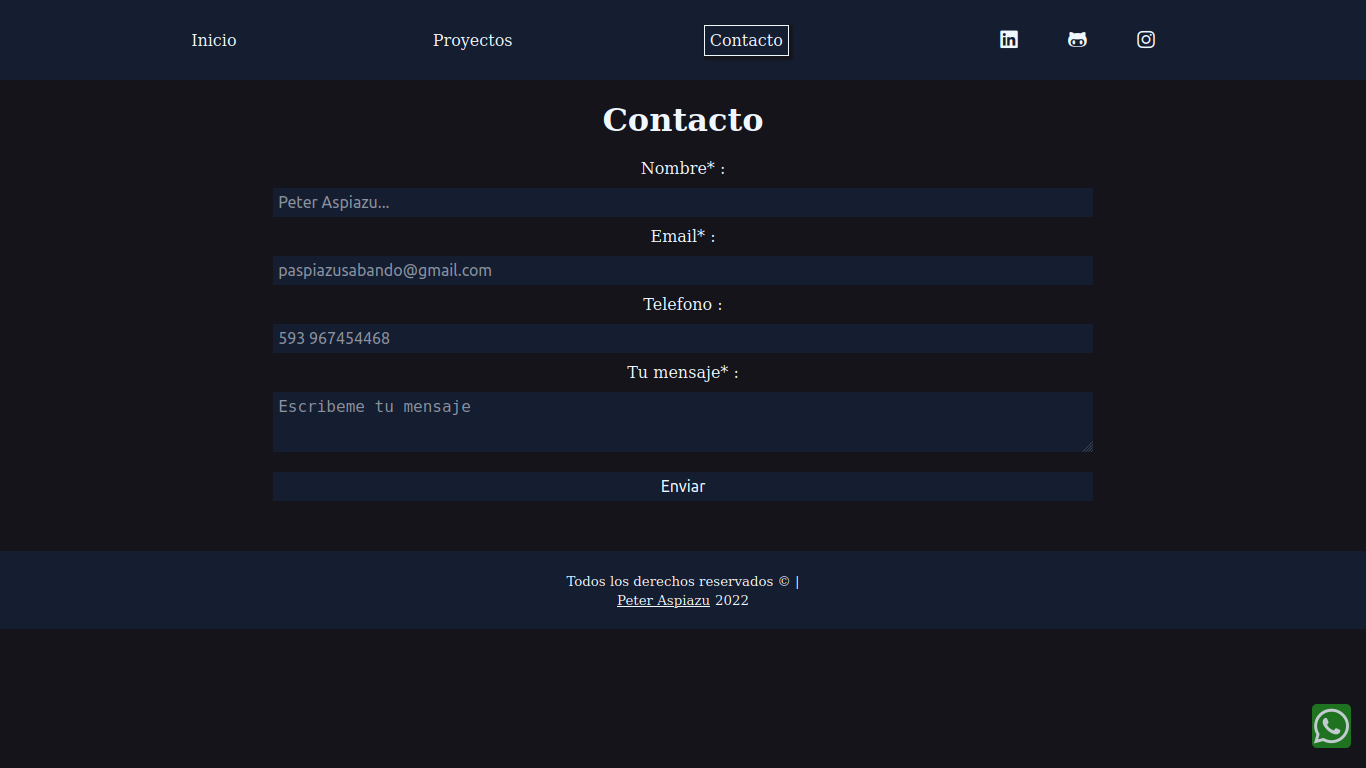 Inicio
Proyectos
Contacto
Contacto
Nombre* :
Peter Aspiazu...
Email* :
paspiazusabando@gmail.com
Telefono :
593 967454468
Tu mensaje* :
Escribeme tu mensaje
Enviar
Todos los derechos reservados © |
Peter Aspiazu 2022